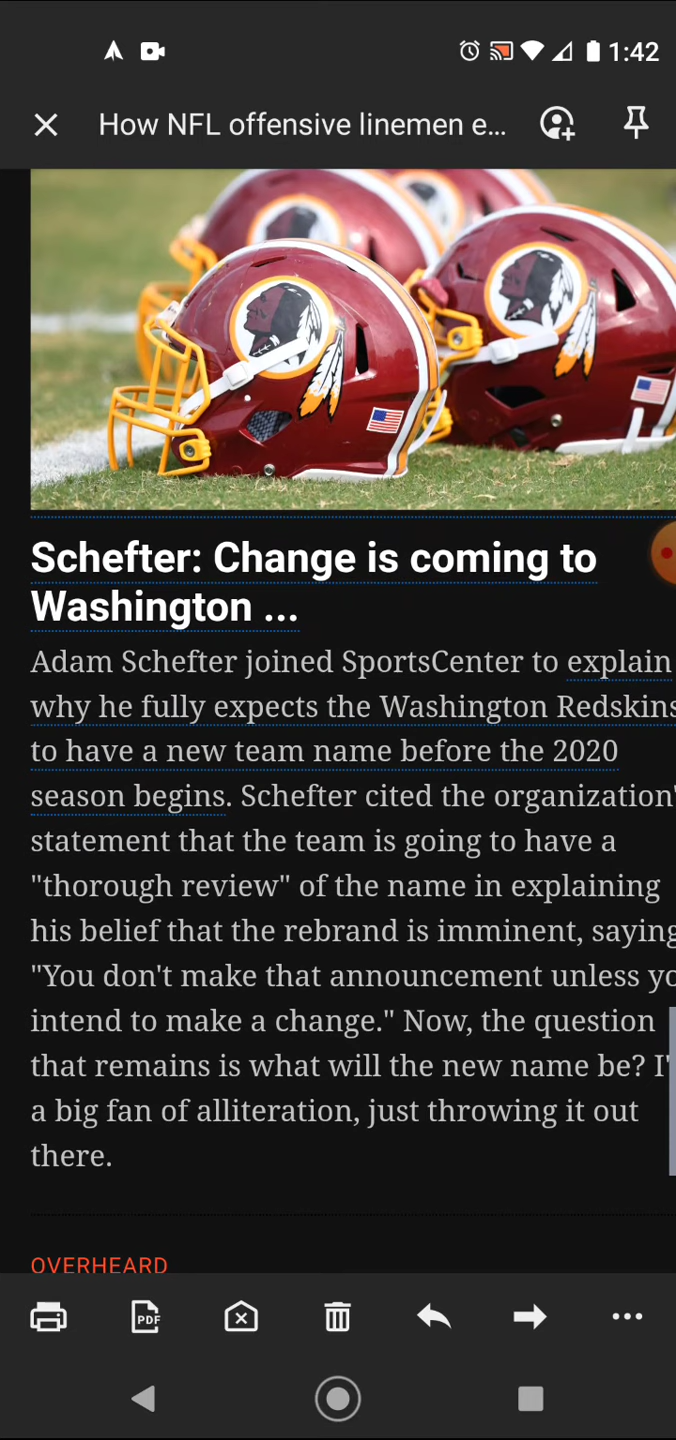 1:42
How NFL offensive linemen e...
Schefter: Change is coming to
Washington ...
Adam Schefter joined SportsCenter to explain
why he fully expects the Washington Redskins
to have a new team name before the 2020
season begins. Schefter cited the organization'
statement that the team is going to have a
"thorough review" of the name in explaining
his belief that the rebrand is imminent, saying
"You don't make that announcement unless yo
intend to make a change." Now, the question
that remains is what will the new name be? I'
a big fan of alliteration, just throwing it out
there.
OVERHEARD
PDF